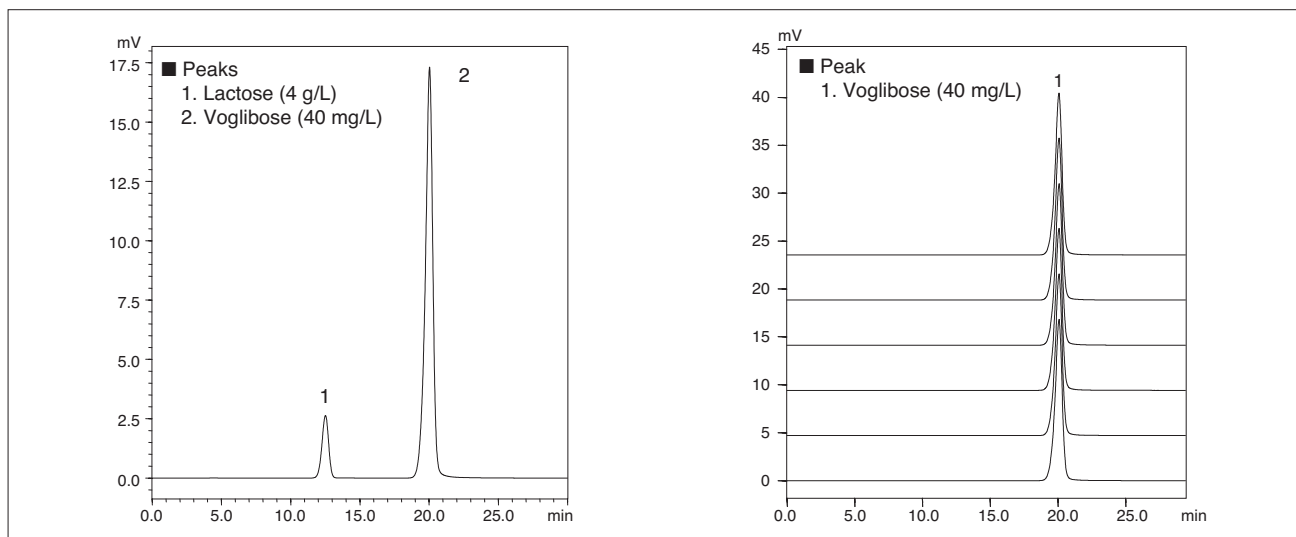 mV
17.5
15.0
12.5
10.0
7.5
5.0
2.5
0.0
■ Peaks
1. Lactose (4 g/L)
2. Voglibose (40 mg/L)
2
1
0.0 5.0 10.0 15.0 20.0 25.0 min
mV
45
40
35
30
25
20
15
10
5
0
■ Peak
1. Voglibose (40 mg/L)
1
0.0 5.0 10.0 15.0 20.0 25.0 min